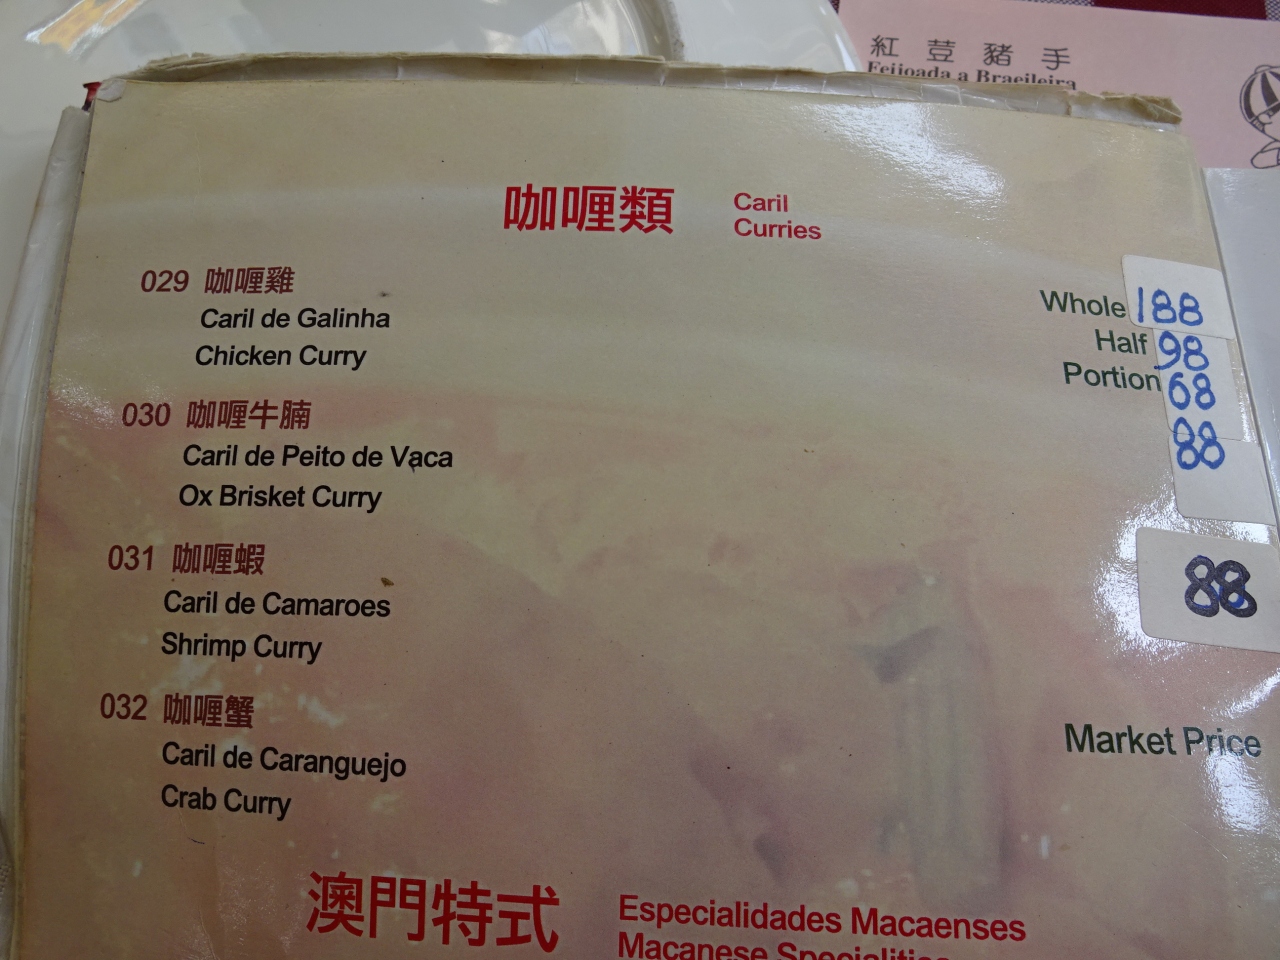 紅荳豬手
Feijoada a Braeileira
咖喱類 Caril
Curries
029 咖喱雞
Caril de Galinha
Chicken Curry
Whole 188
Half 98
Portion 68
030 咖喱牛腩
Caril de Peito de Vaca
Ox Brisket Curry
88
031 咖喱蝦
Caril de Camaroes
Shrimp Curry
88
032 咖喱蟹
Caril de Caranguejo
Crab Curry
Market Price
澳門特式 Especialidades Macaenses
Macanese Specialities